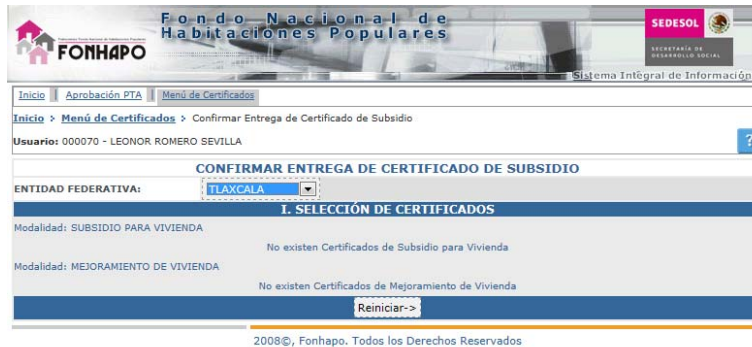 Fondo Nacional de
Habitaciones Populares
FONHAPO
SEDESOL
SECRETARÍA DE
DESARROLLO SOCIAL
Sistema Integral de Información
Inicio | Aprobación PTA | Menú de Certificados
Inicio > Menú de Certificados > Confirmar Entrega de Certificado de Subsidio
Usuario: 000070 - LEONOR ROMERO SEVILLA
?
CONFIRMAR ENTREGA DE CERTIFICADO DE SUBSIDIO
ENTIDAD FEDERATIVA: TLAXCALA
I. SELECCIÓN DE CERTIFICADOS
Modalidad: SUBSIDIO PARA VIVIENDA
No existen Certificados de Subsidio para Vivienda
Modalidad: MEJORAMIENTO DE VIVIENDA
No existen Certificados de Mejoramiento de Vivienda
Reiniciar->
2008©, Fonhapo. Todos los Derechos Reservados